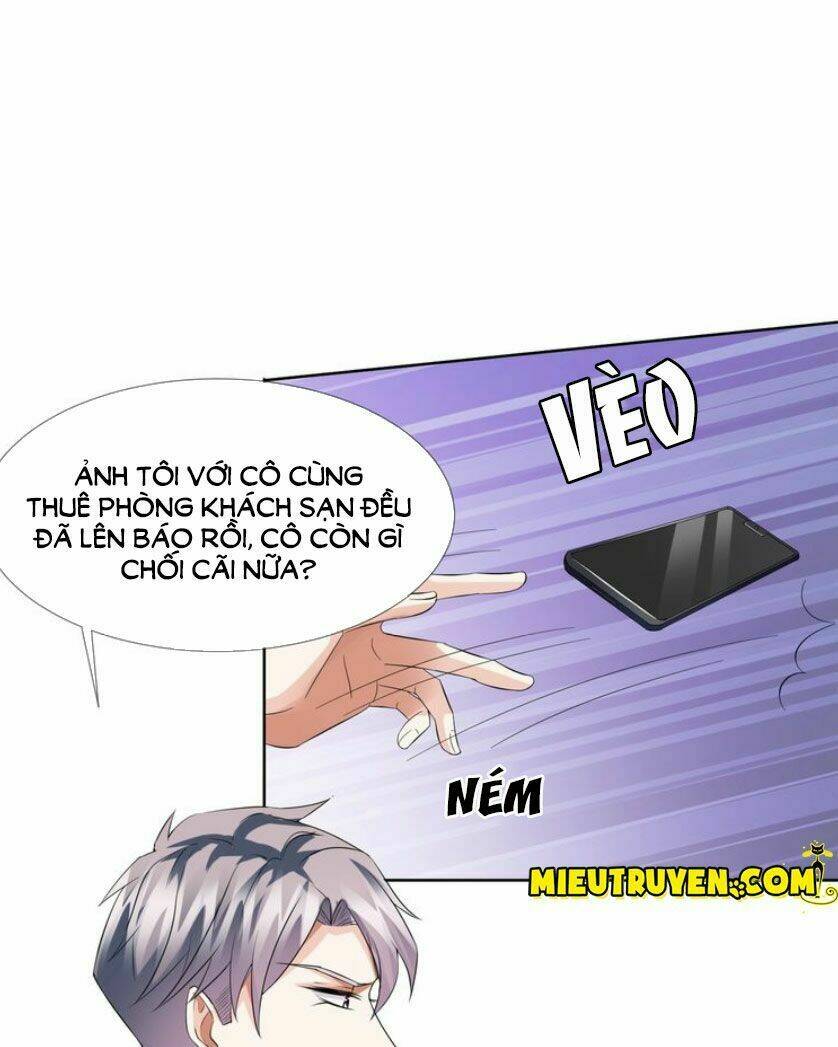 VÈO
ẢNH TÔI VỚI CÔ CÙNG
THUÊ PHÒNG KHÁCH SẠN ĐỀU
ĐÃ LÊN BÁO RỒI, CÔ CÒN GÌ
CHỐI CÃI NỮA?
NÉM
MIEUTRUYEN.COM